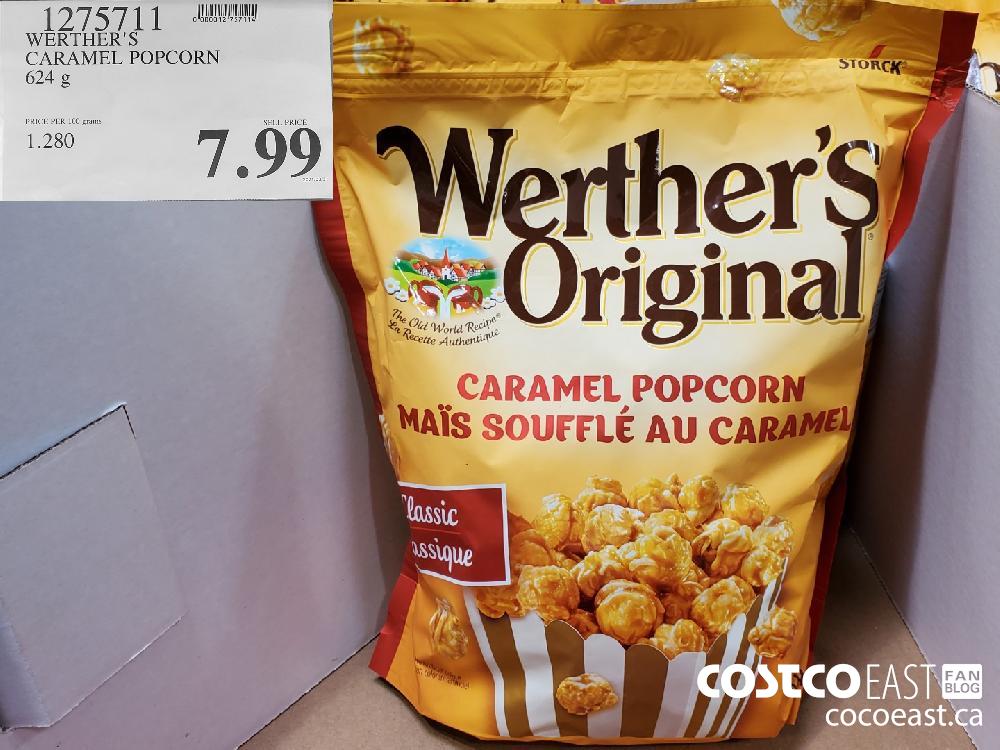 1275711
WERTHER'S
CARAMEL POPCORN
624 g
PRICE PER 100 grams
SELL PRICE
1.280
7.99
STORCK
Werther's
Original
The Old World Recipe
La Recette Authentique
CARAMEL POPCORN
MAÏS SOUFFLÉ AU CARAMEL
lassic
assique
COSTCO EAST FAN BLOG
cocoeast.ca